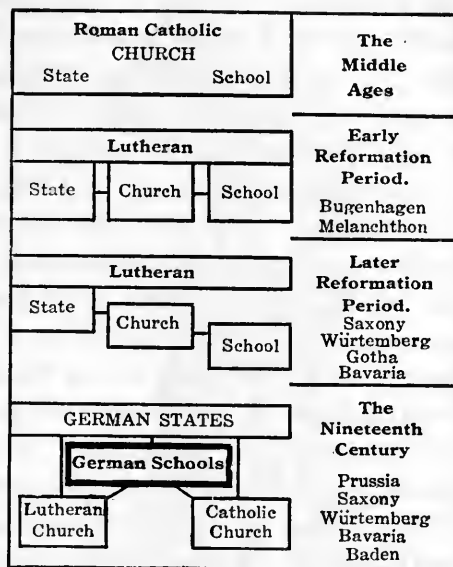 Roman Catholic
CHURCH
State School
The
Middle
Ages
Lutheran
State Church School
Early
Reformation
Period.
Bugenhagen
Melanchthon
Lutheran
State
Church
School
Later
Reformation
Period.
Saxony
Würtemberg
Gotha
Bavaria
GERMAN STATES
German Schools
Lutheran
Church
Catholic
Church
The
Nineteenth
Century
Prussia
Saxony
Würtemburg
Bavaria
Baden